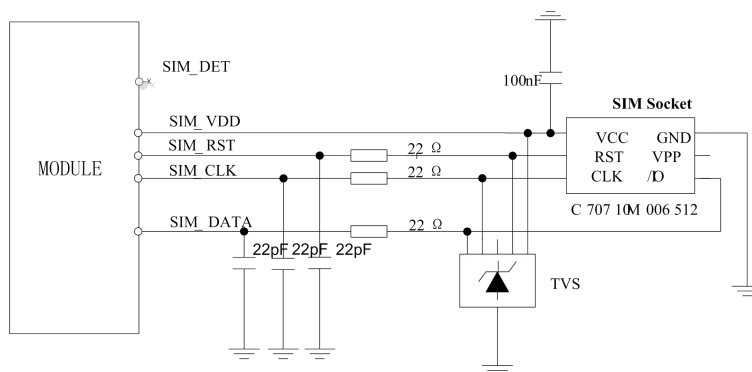 SIM_DET
100nF
SIM Socket
SIM_VDD
VCC GND
SIM_RST
22 Ω
RST VPP
MODULE
SIM_CLK
22 Ω
CLK I/O
C 707 10M 006 512
SIM_DATA
22 Ω
22pF 22pF 22pF
TVS